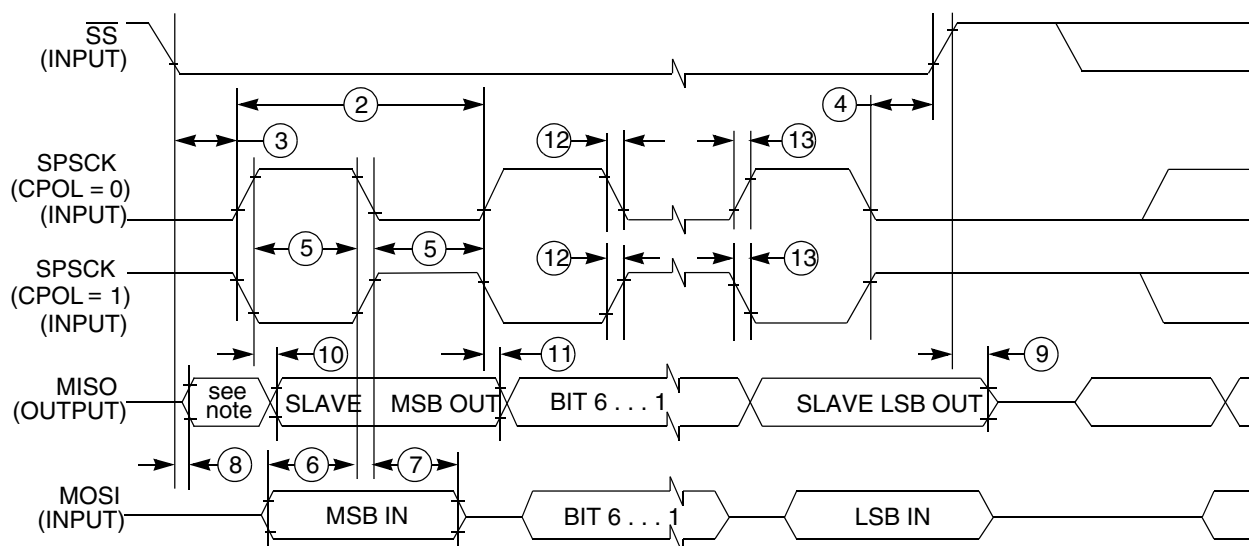 SS
(INPUT)
2
4
3
12
13
SPSCK
(CPOL = 0)
(INPUT)
5
5
SPSCK
(CPOL = 1)
(INPUT)
12
13
10
11
9
MISO
(OUTPUT)
see
note
SLAVE
MSB OUT
BIT 6 . . . 1
SLAVE LSB OUT
8
6
7
MOSI
(INPUT)
MSB IN
BIT 6 . . . 1
LSB IN